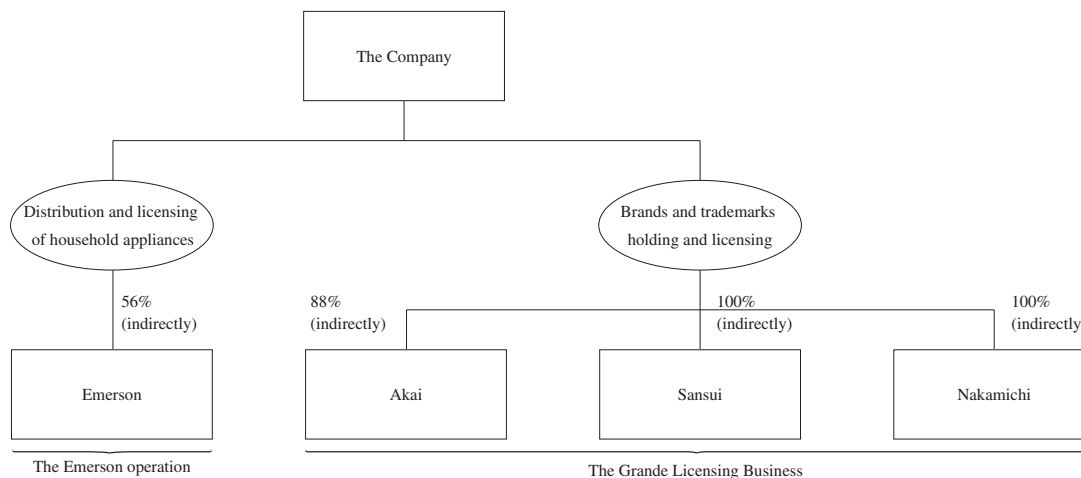 The Company
Distribution and licensing
of household appliances
Brands and trademarks
holding and licensing
56%
(indirectly)
88%
(indirectly)
100%
(indirectly)
100%
(indirectly)
Emerson
Akai
Sansui
Nakamichi
The Emerson operation
The Grande Licensing Business